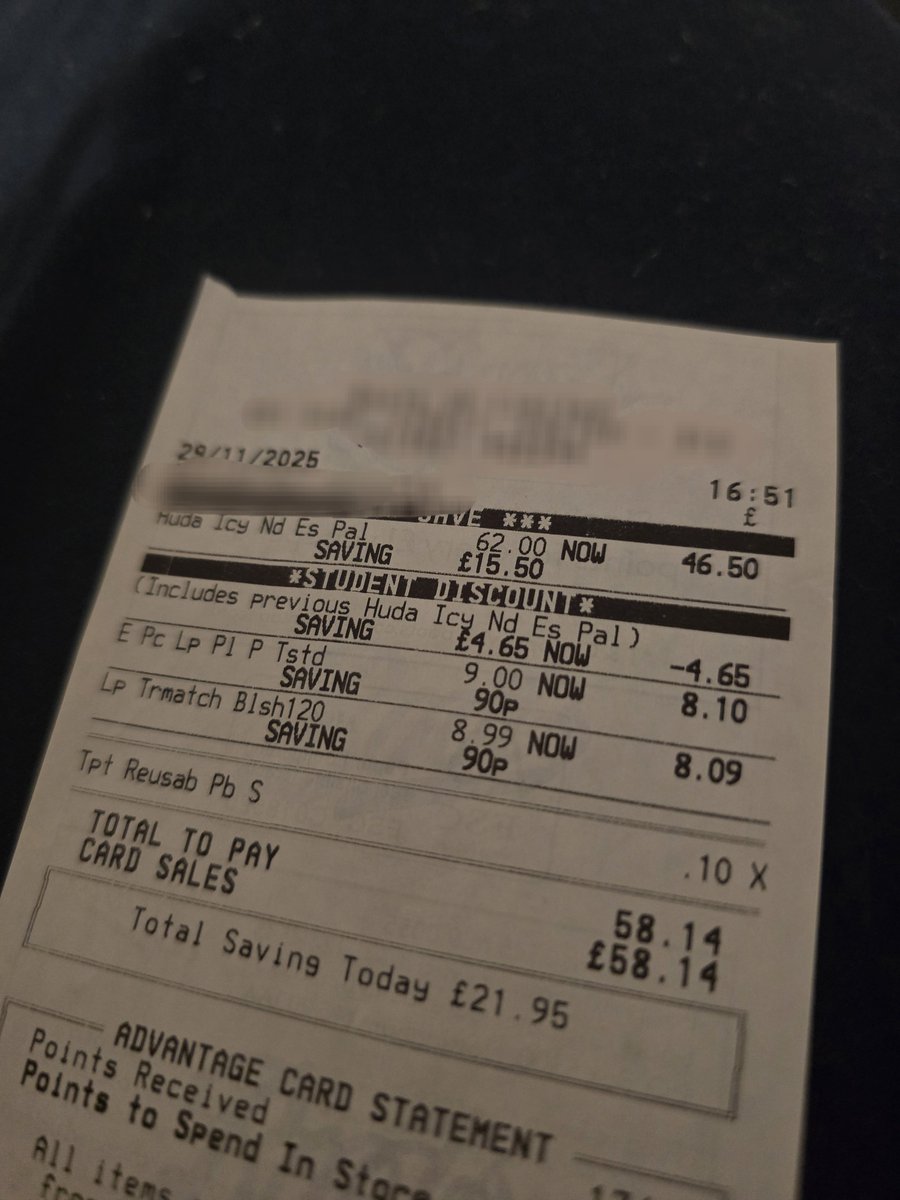 29/11/2025 16:51
SAVE *** £
Huda Icy Nd Es Pal 62.00 NOW 46.50
SAVING £15.50
*STUDENT DISCOUNT*
(Includes previous Huda Icy Nd Es Pal)
SAVING £4.65 NOW -4.65
E Pc Lp Pl P Tstd 9.00 NOW 8.10
SAVING 90p
Lp Trmatch Blsh120 8.99 NOW 8.09
SAVING 90p
Tpt Reusab Pb S .10 X
TOTAL TO PAY 58.14
CARD SALES £58.14
Total Saving Today £21.95
ADVANTAGE CARD STATEMENT
Points Received
Points to Spend In Store
All items